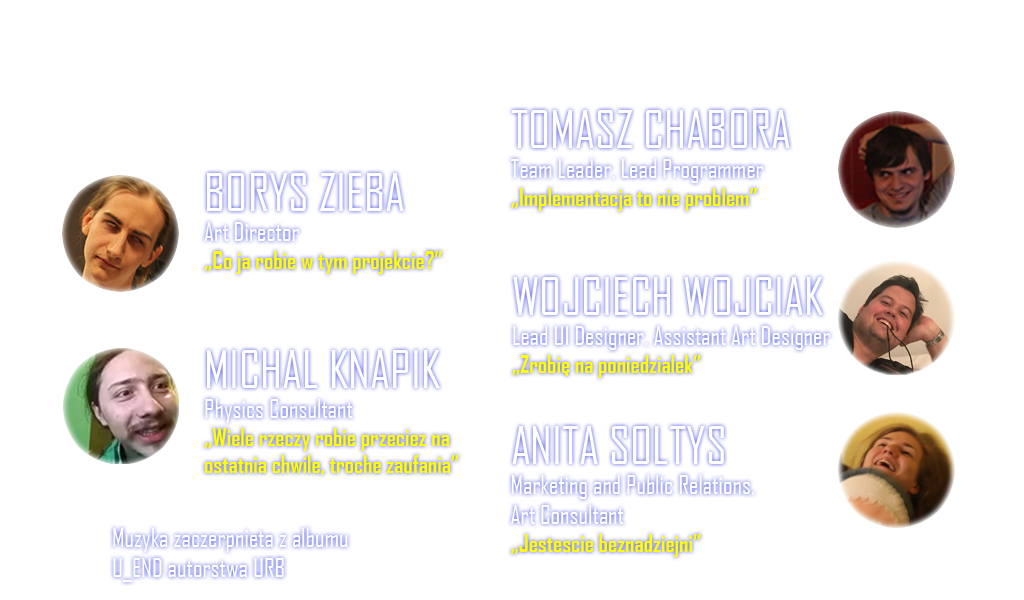 BORYS ZIEBA
Art Director
„Co ja robie w tym projekcie?”
MICHAL KNAPIK
Physics Consultant
„Wiele rzeczy robie przeciez na
ostatnia chwile, troche zaufania”
Muzyka zaczerpnieta z albumu
U_END autorstwa URB
TOMASZ CHABORA
Team Leader, Lead Programmer
„Implementacja to nie problem”
WOJCIECH WOJCIAK
Lead UI Designer, Assistant Art Designer
„Zrobię na poniedzialek”
ANITA SOLTYS
Marketing and Public Relations,
Art Consultant
„Jestescie beznadziejni”